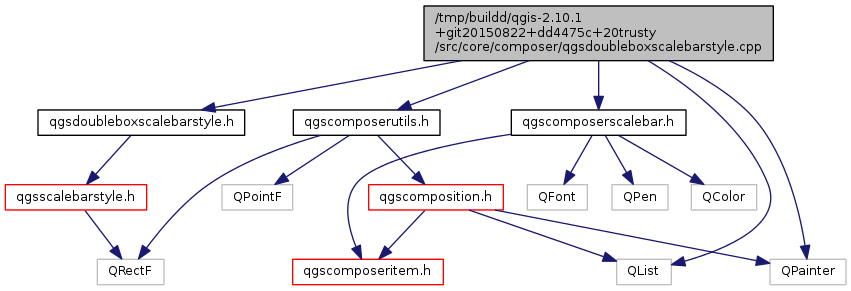 /tmp/buildd/qgis-2.10.1
+git20150822+dd4475c+20trusty
/src/core/composer/qgsdoubleboxscalebarstyle.cpp
qgsdoubleboxscalebarstyle.h
qgscomposerutils.h
qgscomposerscalebar.h
qgsscalebarstyle.h
QPointF
qgscomposition.h
QFont
QPen
QColor
QRectF
qgscomposeritem.h
QList
QPainter